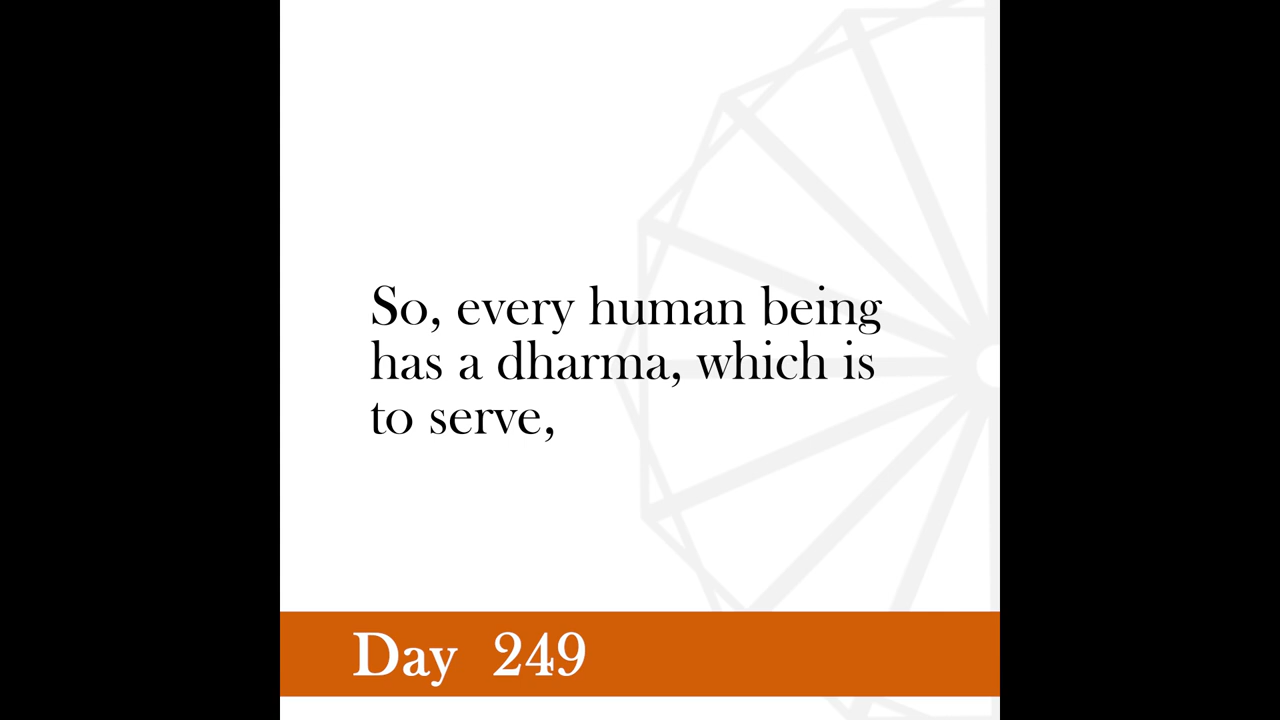 So, every human being
has a dharma, which is
to serve,
Day 249